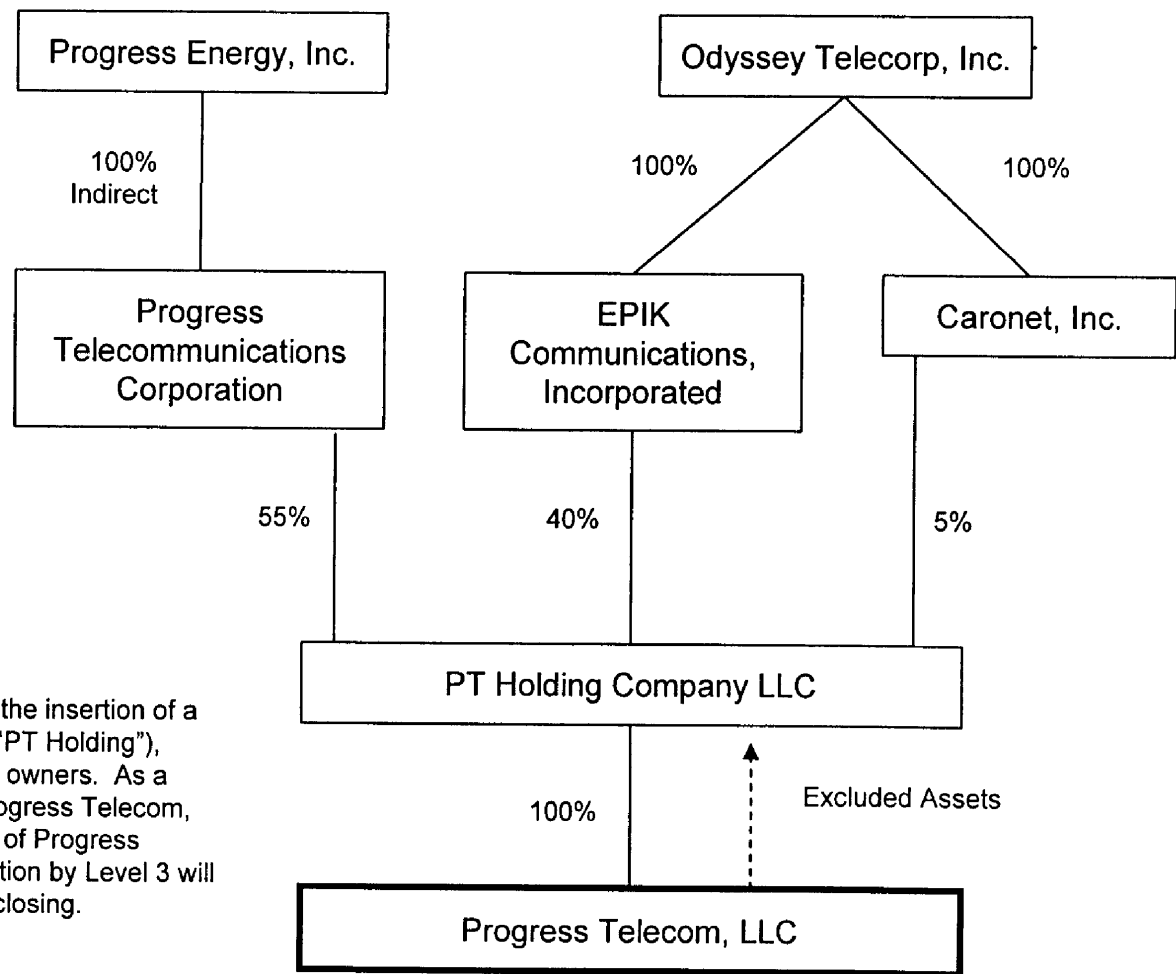 Progress Energy, Inc.
Odyssey Telecorp, Inc.
100%
Indirect
100%
100%
Progress
Telecommunications
Corporation
EPIK
Communications,
Incorporated
Caronet, Inc.
55%
40%
5%
PT Holding Company LLC
the insertion of a
"PT Holding"),
owners. As a
ogress Telecom,
of Progress
tion by Level 3 will
closing.
100%
Excluded Assets
Progress Telecom, LLC